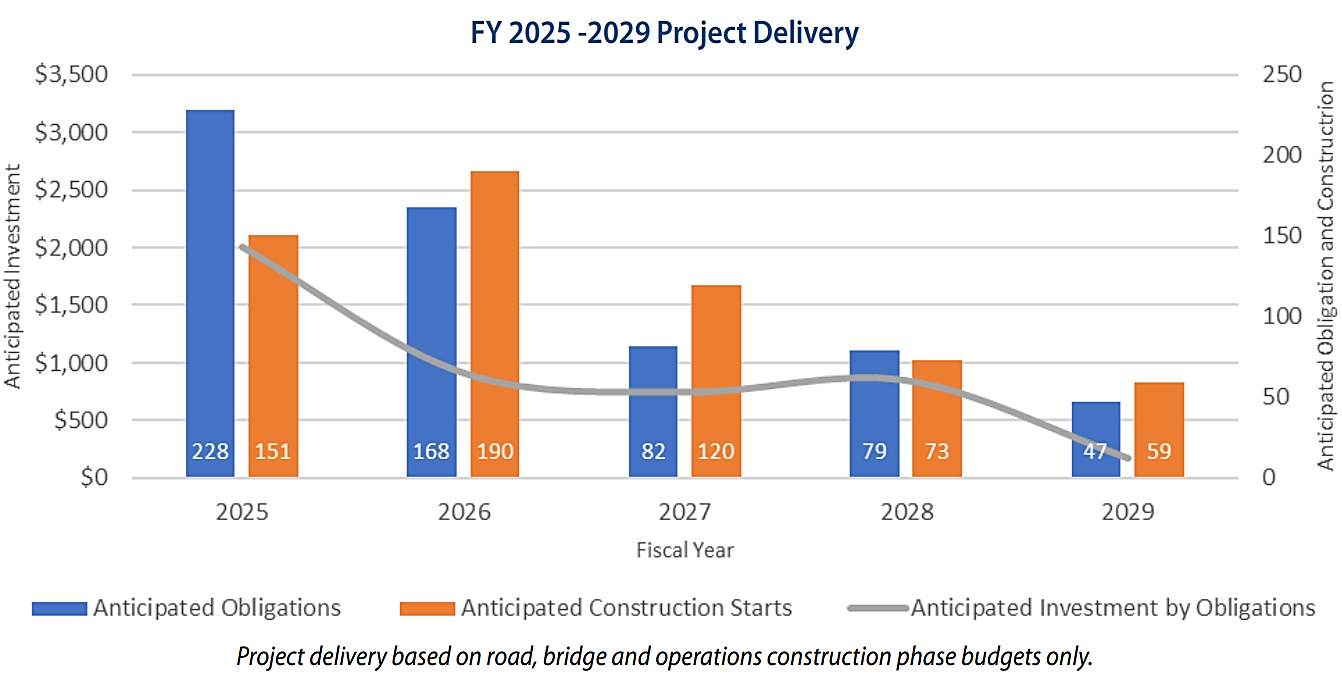 FY 2025 -2029 Project Delivery
$3,500
$3,000
$2,500
$2,000
$1,500
$1,000
$500
$0
Anticipated Investment
250
200
150
100
50
0
Anticipated Obligation and Constructrion
228 151 168 190 82 120 79 73 47 59
2025 2026 2027 2028 2029
Fiscal Year
Anticipated Obligations Anticipated Construction Starts Anticipated Investment by Obligations
Project delivery based on road, bridge and operations construction phase budgets only.